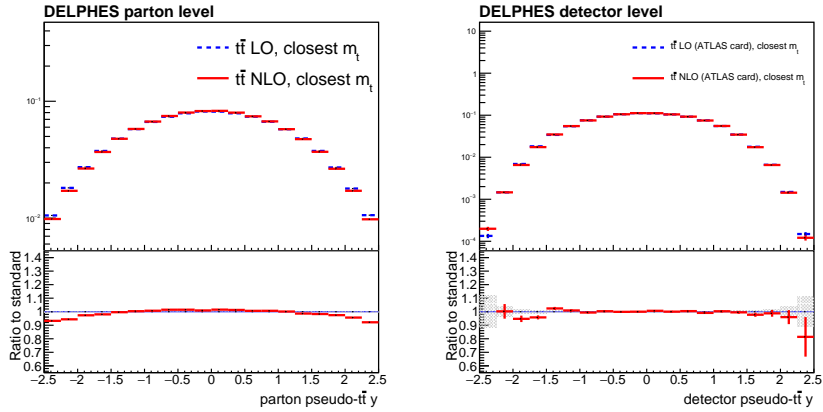 DELPHES parton level
tt̄ LO, closest m_t
tt̄ NLO, closest m_t
10⁻¹
10⁻²
Ratio to standard
1.4
1.3
1.2
1.1
1
0.9
0.8
0.7
0.6
−2.5 −2 −1.5 −1 −0.5 0 0.5 1 1.5 2 2.5
parton pseudo-tt̄ y
DELPHES detector level
10
1
tt̄ LO (ATLAS card), closest m_t
tt̄ NLO (ATLAS card), closest m_t
10⁻¹
10⁻²
10⁻³
10⁻⁴
Ratio to standard
1.4
1.3
1.2
1.1
1
0.9
0.8
0.7
0.6
−2.5 −2 −1.5 −1 −0.5 0 0.5 1 1.5 2 2.5
detector pseudo-tt̄ y